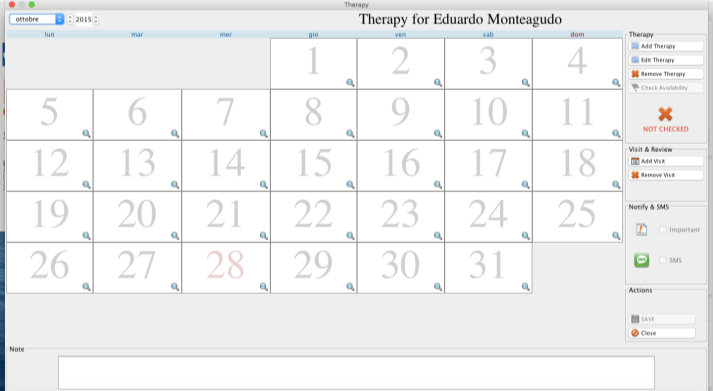 Therapy
ottobre 2015 Therapy for Eduardo Monteagudo
lun mar mer gio ven sab dom
1 2 3 4
5 6 7 8 9 10 11
12 13 14 15 16 17 18
19 20 21 22 23 24 25
26 27 28 29 30 31
Therapy
Add Therapy
Edit Therapy
Remove Therapy
Check Availability
NOT CHECKED
Visit & Review
Add Visit
Remove Visit
Notify & SMS
Important
SMS
Actions
SAVE
Close
Note